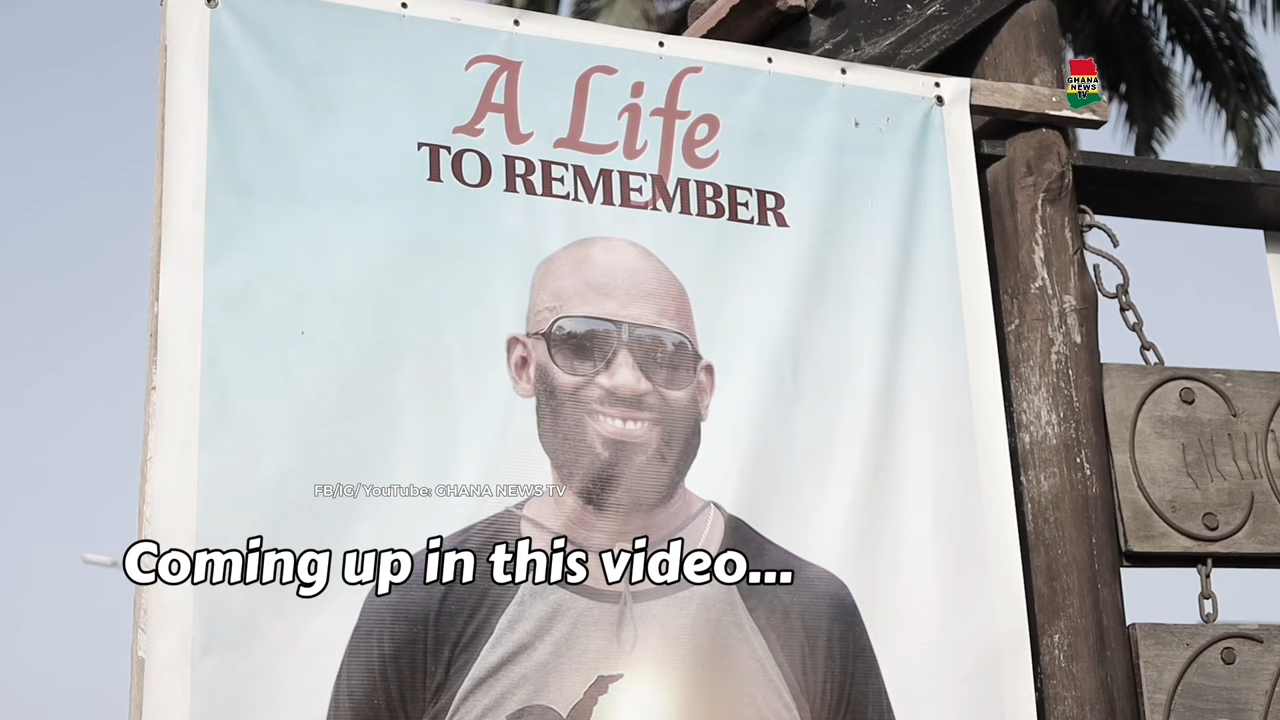 A Life
TO REMEMBER
GHANA
NEWS
TV
FB/IG/ YouTube: GHANA NEWS TV
Coming up in this video...